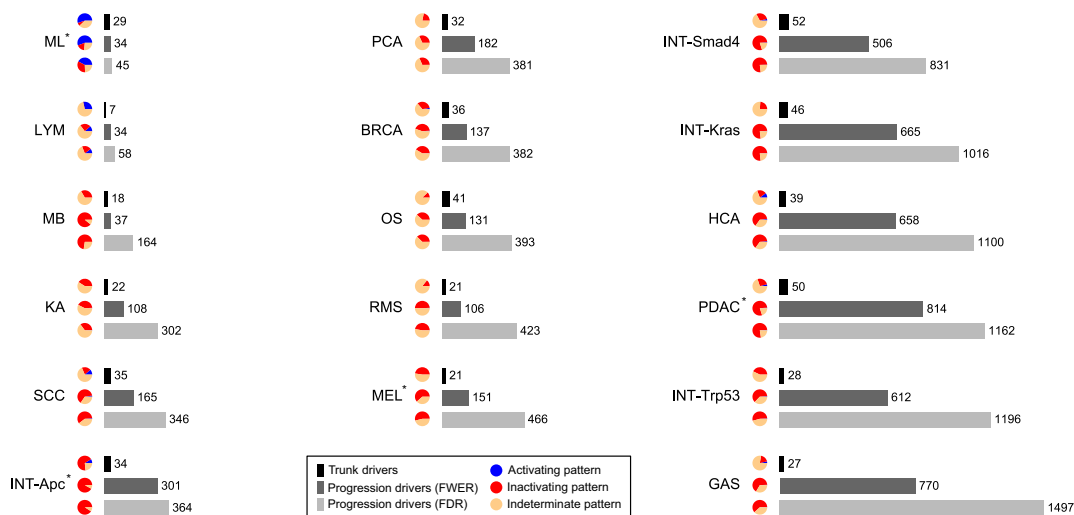 29
ML*
34
45
7
LYM
34
58
18
MB
37
164
22
KA
108
302
35
SCC
165
346
34
INT-Apc*
301
364
32
PCA
182
381
36
BRCA
137
382
41
OS
131
393
21
RMS
106
423
21
MEL*
151
466
52
INT-Smad4
506
831
46
INT-Kras
665
1016
39
HCA
658
1100
50
PDAC*
814
1162
28
INT-Trp53
612
1196
27
GAS
770
1497
Trunk drivers
Progression drivers (FWER)
Progression drivers (FDR)
Activating pattern
Inactivating pattern
Indeterminate pattern